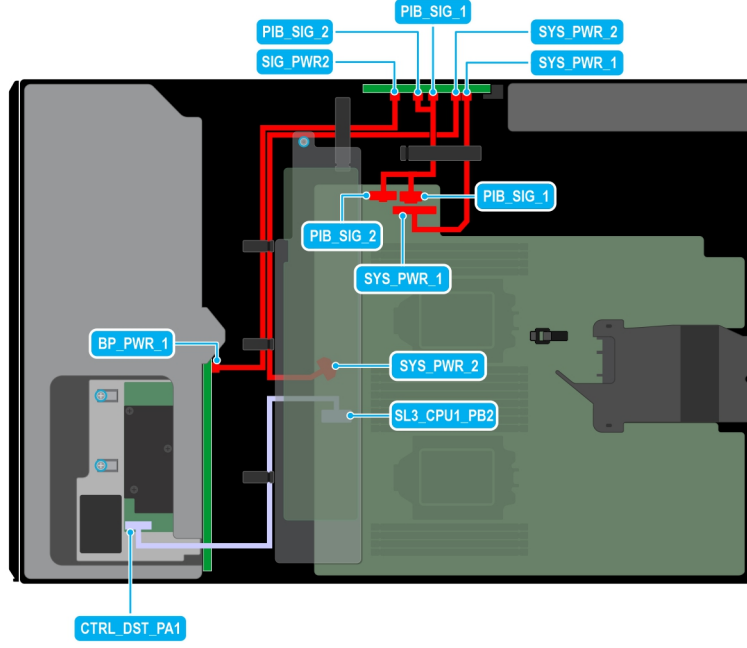 PIB_SIG_1
PIB_SIG_2
SYS_PWR_2
SIG_PWR2
SYS_PWR_1
PIB_SIG_1
PIB_SIG_2
SYS_PWR_1
BP_PWR_1
SYS_PWR_2
SL3_CPU1_PB2
CTRL_DST_PA1